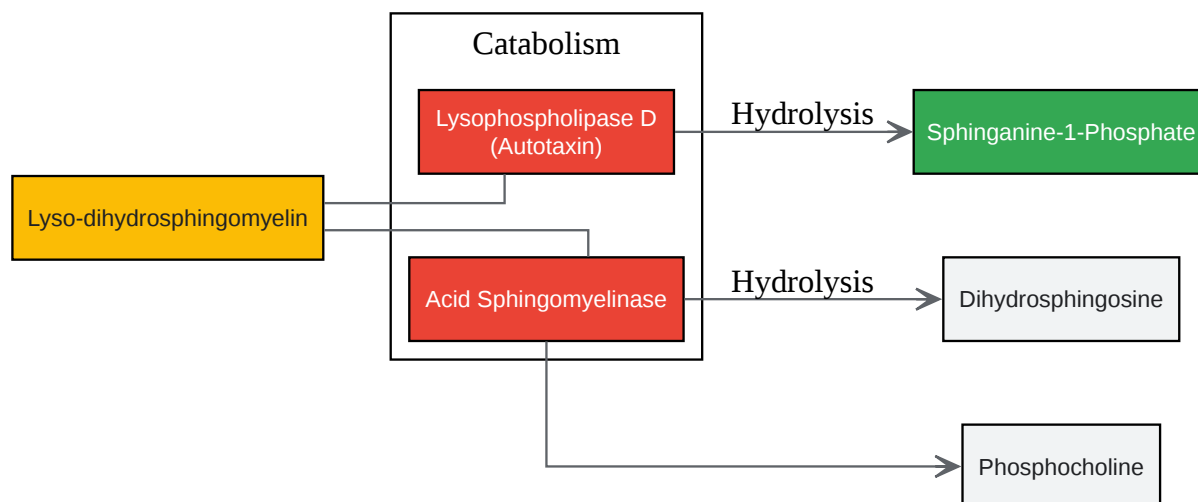 Catabolism
Lysophospholipase D
(Autotaxin)
Hydrolysis
Sphinganine-1-Phosphate
Lyso-dihydrosphingomyelin
Acid Sphingomyelinase
Hydrolysis
Dihydrosphingosine
Phosphocholine